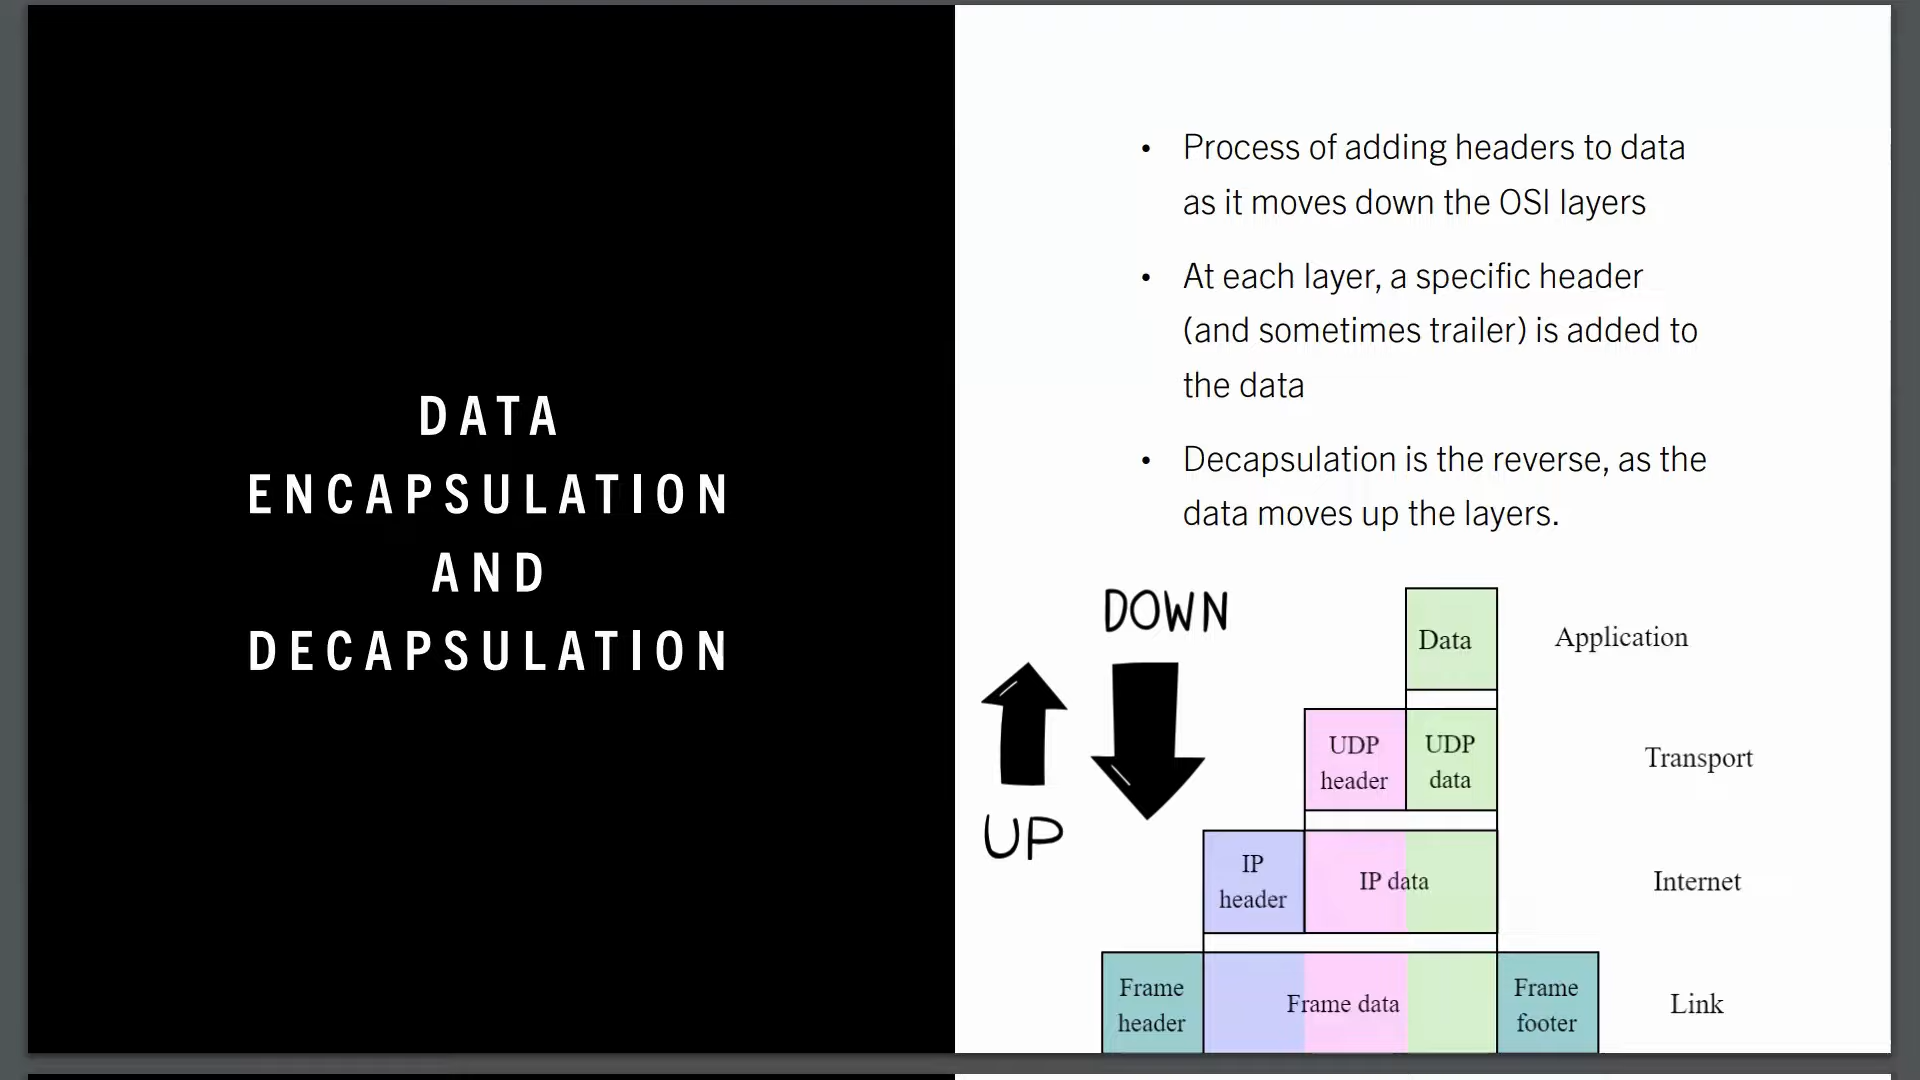 DATA
ENCAPSULATION
AND
DECAPSULATION
• Process of adding headers to data
as it moves down the OSI layers
• At each layer, a specific header
(and sometimes trailer) is added to
the data
• Decapsulation is the reverse, as the
data moves up the layers.
DOWN
UP
Data
Application
UDP
header
UDP
data
Transport
IP
header
IP data
Internet
Frame
header
Frame data
Frame
footer
Link